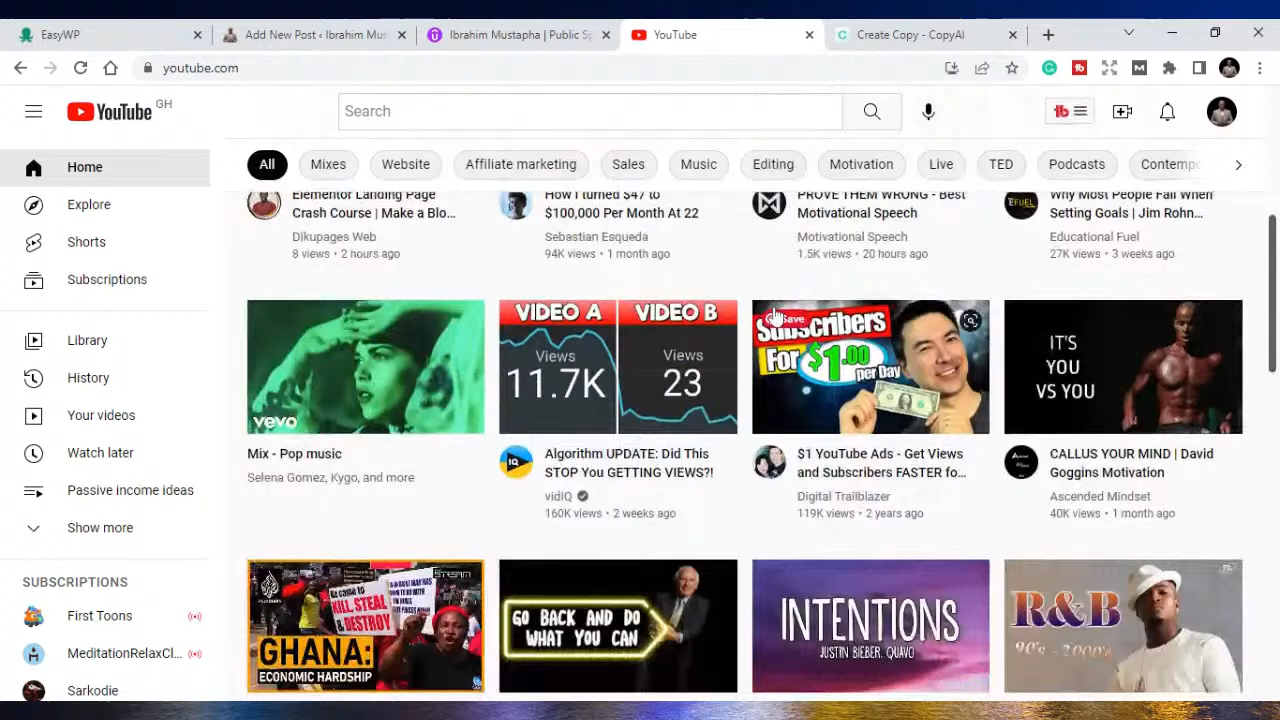 EasyWP
Add New Post ‹ Ibrahim Mus
Ibrahim Mustapha | Public Sp
YouTube
Create Copy - CopyAI
youtube.com
YouTube GH
Search
Home
Explore
Shorts
Subscriptions
Library
History
Your videos
Watch later
Passive income ideas
Show more
SUBSCRIPTIONS
First Toons
MeditationRelaxCl...
Sarkodie
All
Mixes
Website
Affiliate marketing
Sales
Music
Editing
Motivation
Live
TED
Podcasts
Contempo
Elementor Landing Page
Crash Course | Make a Blo...
Dikupages Web
8 views • 2 hours ago
How I turned $47 to
$100,000 Per Month At 22
Sebastian Esqueda
94K views • 1 month ago
PROVE THEM WRONG - Best
Motivational Speech
Motivational Speech
1.5K views • 20 hours ago
EFUEL
Why Most People Fail When
Setting Goals | Jim Rohn...
Educational Fuel
27K views • 3 weeks ago
vevo
Mix - Pop music
Selena Gomez, Kygo, and more
VIDEO A
VIDEO B
Views
11.7K
Views
23
IQ
Algorithm UPDATE: Did This
STOP You GETTING VIEWS?!
vidIQ
160K views • 2 weeks ago
Save
SUBSCRIBERS
For $1.00
per Day
$1 YouTube Ads - Get Views
and Subscribers FASTER fo...
Digital Trailblazer
119K views • 2 years ago
IT'S
YOU
VS YOU
CALLUS YOUR MIND | David
Goggins Motivation
Ascended Mindset
40K views • 1 month ago
STREAM
KILL STEAL
& DESTROY
GHANA:
ECONOMIC HARDSHIP
GO BACK AND DO
WHAT YOU CAN
INTENTIONS
JUSTIN BIEBER, QUAVO
R&B
90's - 2000's